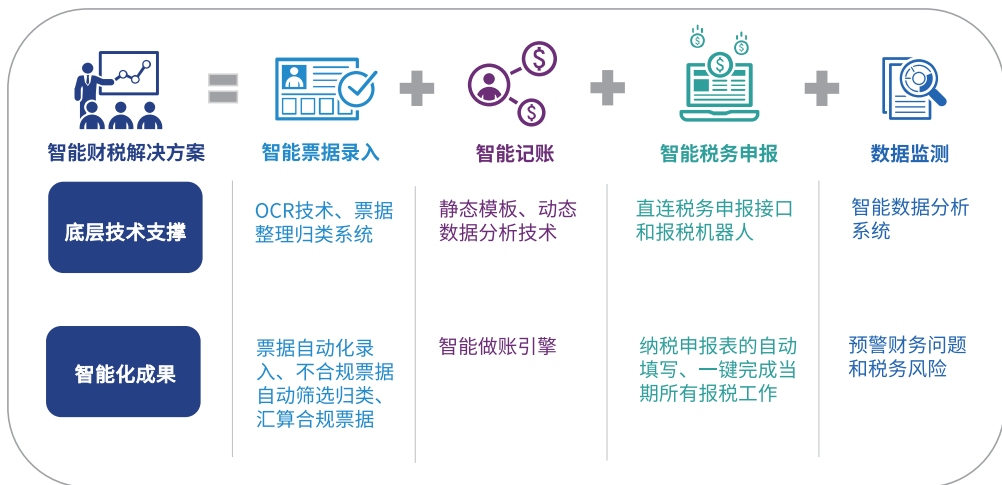 智能财税解决方案
智能票据录入
智能记账
智能税务申报
数据监测
底层技术支撑
OCR技术、票据
整理归类系统
静态模板、动态
数据分析技术
直连税务申报接口
和报税机器人
智能数据分析
系统
智能化成果
票据自动化录
入、不合规票据
自动筛选归类、
汇算合规票据
智能做账引擎
纳税申报表的自动
填写、一键完成当
期所有报税工作
预警财务问题
和税务风险